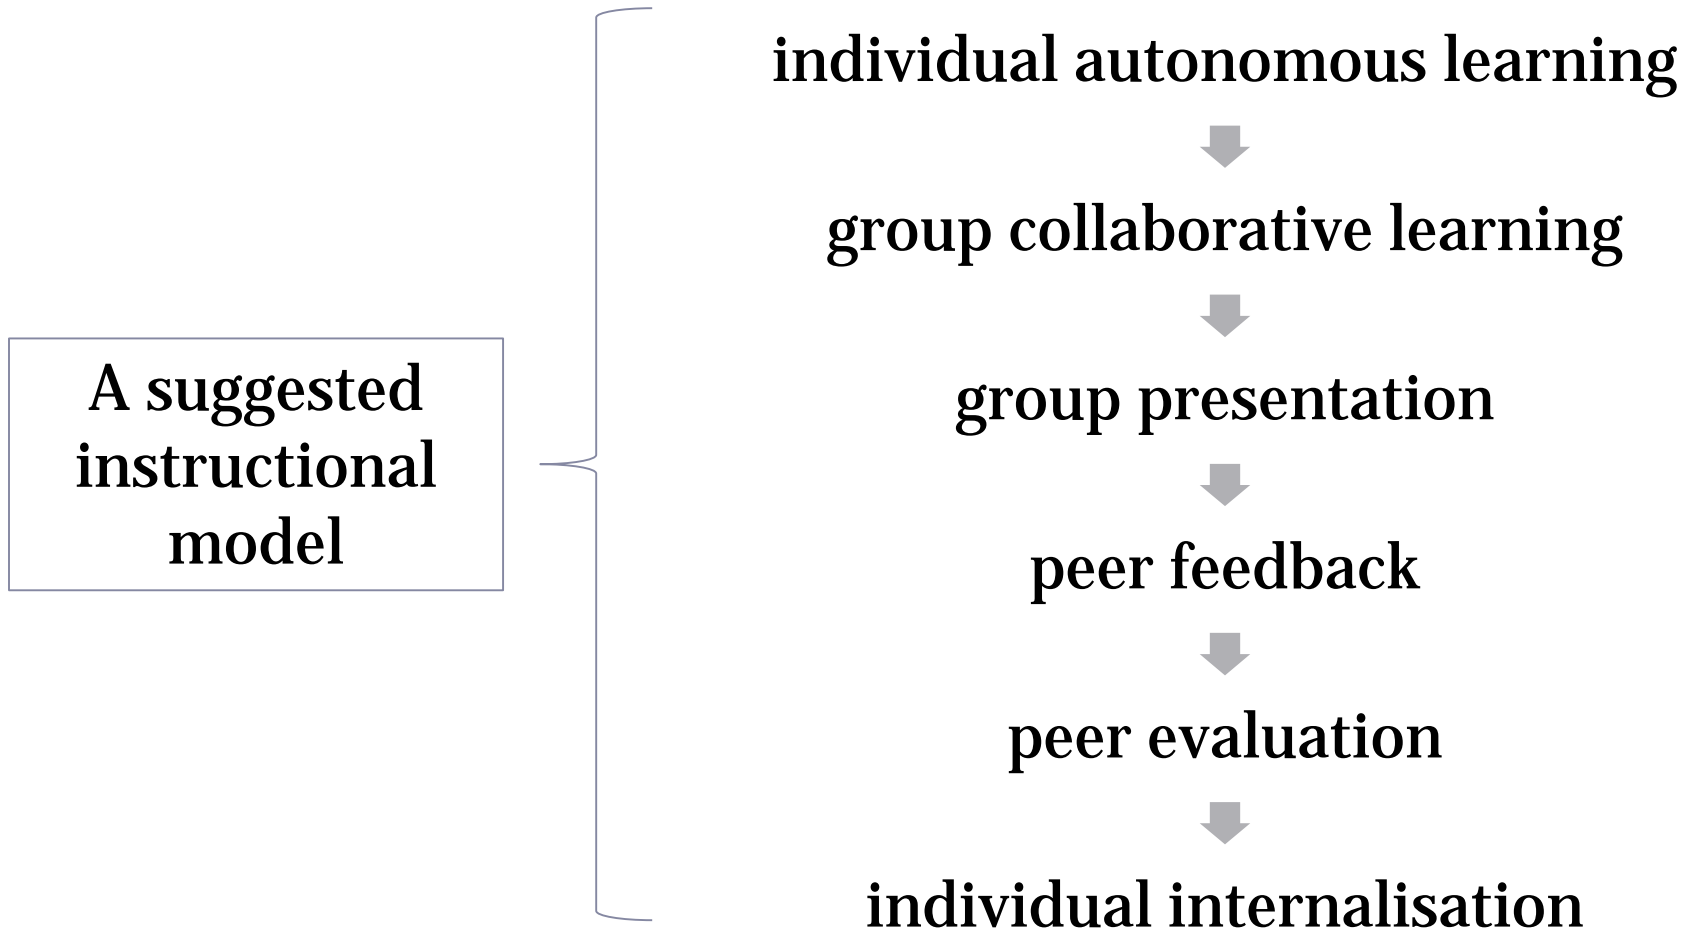 A suggested
instructional
model
individual autonomous learning
group collaborative learning
group presentation
peer feedback
peer evaluation
individual internalisation